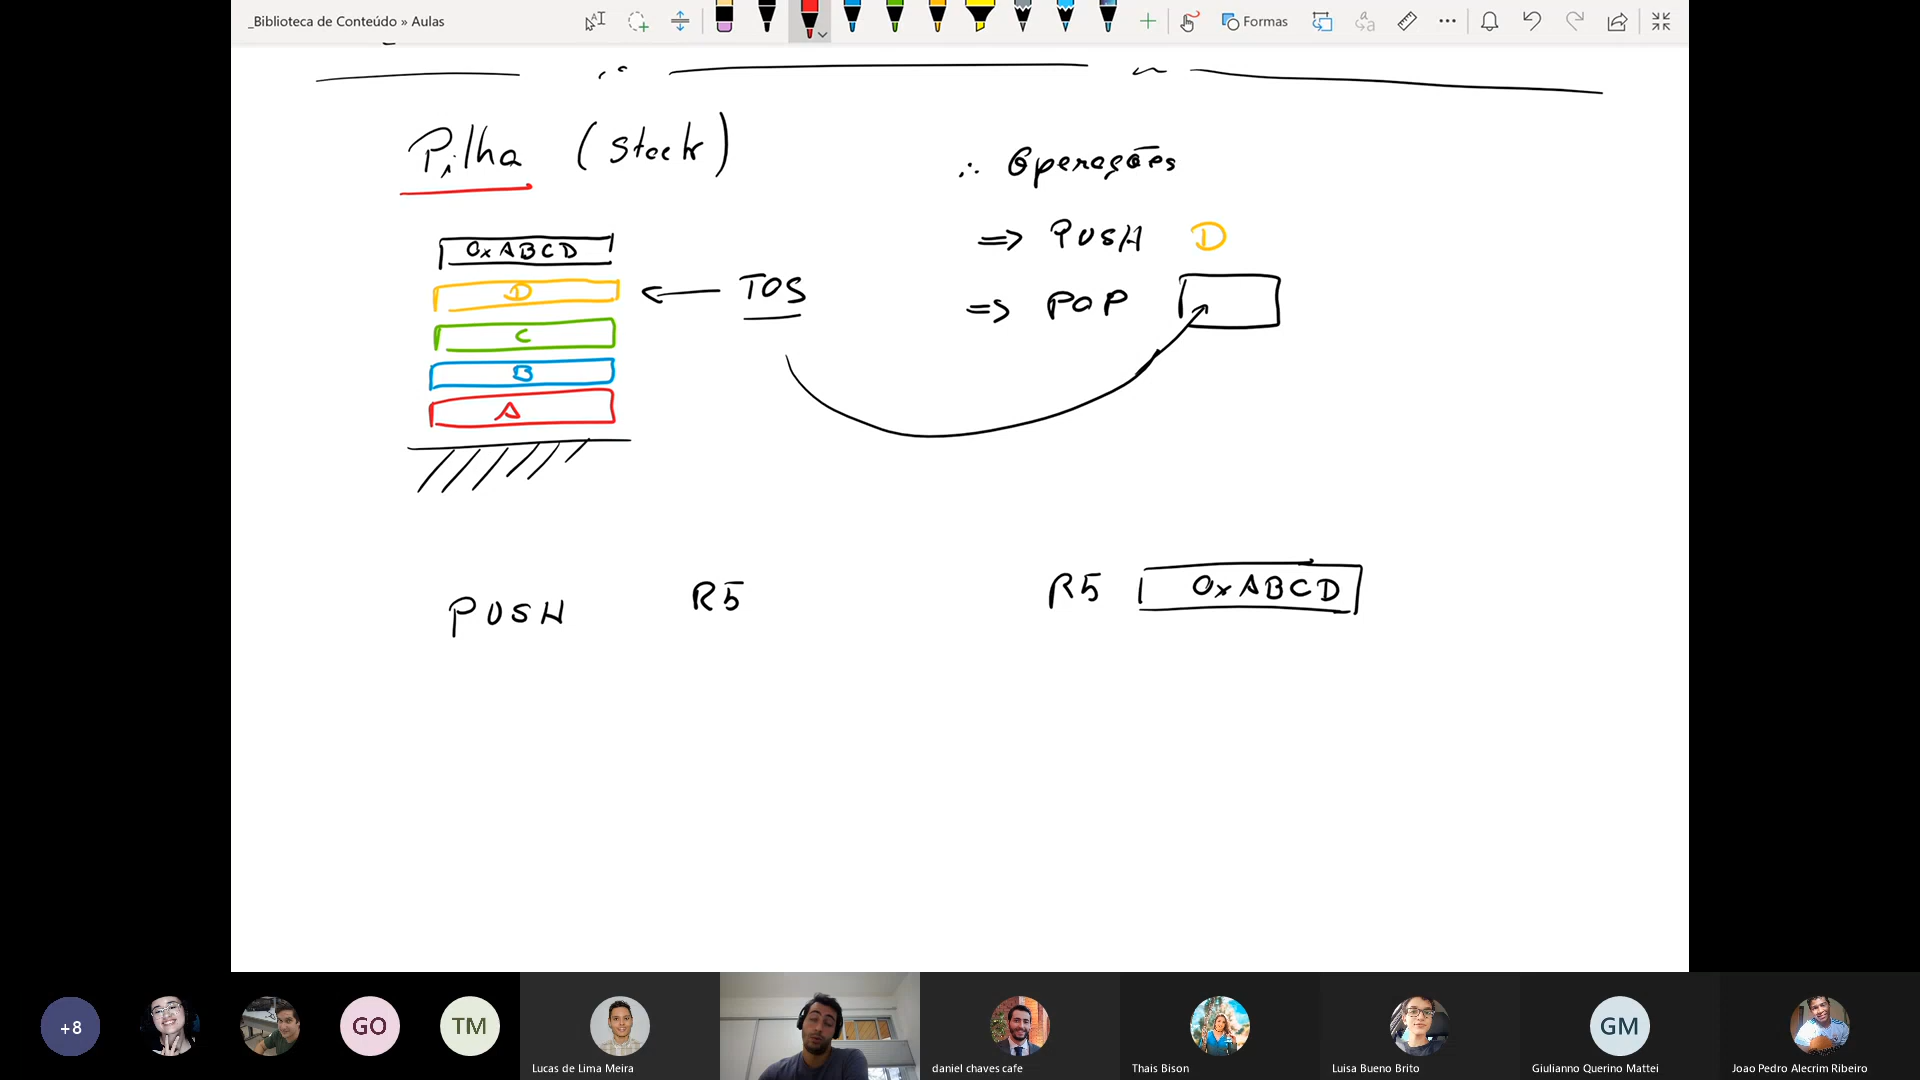 _Biblioteca de Conteúdo » Aulas
Formas
Pilha (Stack)
∴ Operações
0xABCD
=> PUSH D
D
← TOS
=> POP
C
B
A
PUSH R5
R5 0xABCD
+8
GO
TM
GM
Lucas de Lima Meira
daniel chaves cafe
Thais Bison
Luisa Bueno Brito
Giulianno Querino Mattei
Joao Pedro Alecrim Ribeiro